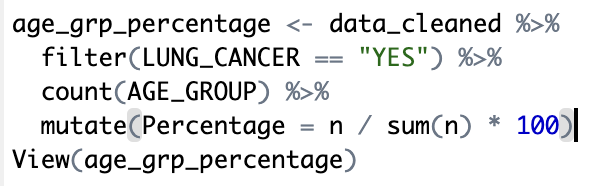 age_grp_percentage <- data_cleaned %>%
  filter(LUNG_CANCER == "YES") %>%
  count(AGE_GROUP) %>%
  mutate(Percentage = n / sum(n) * 100)
View(age_grp_percentage)